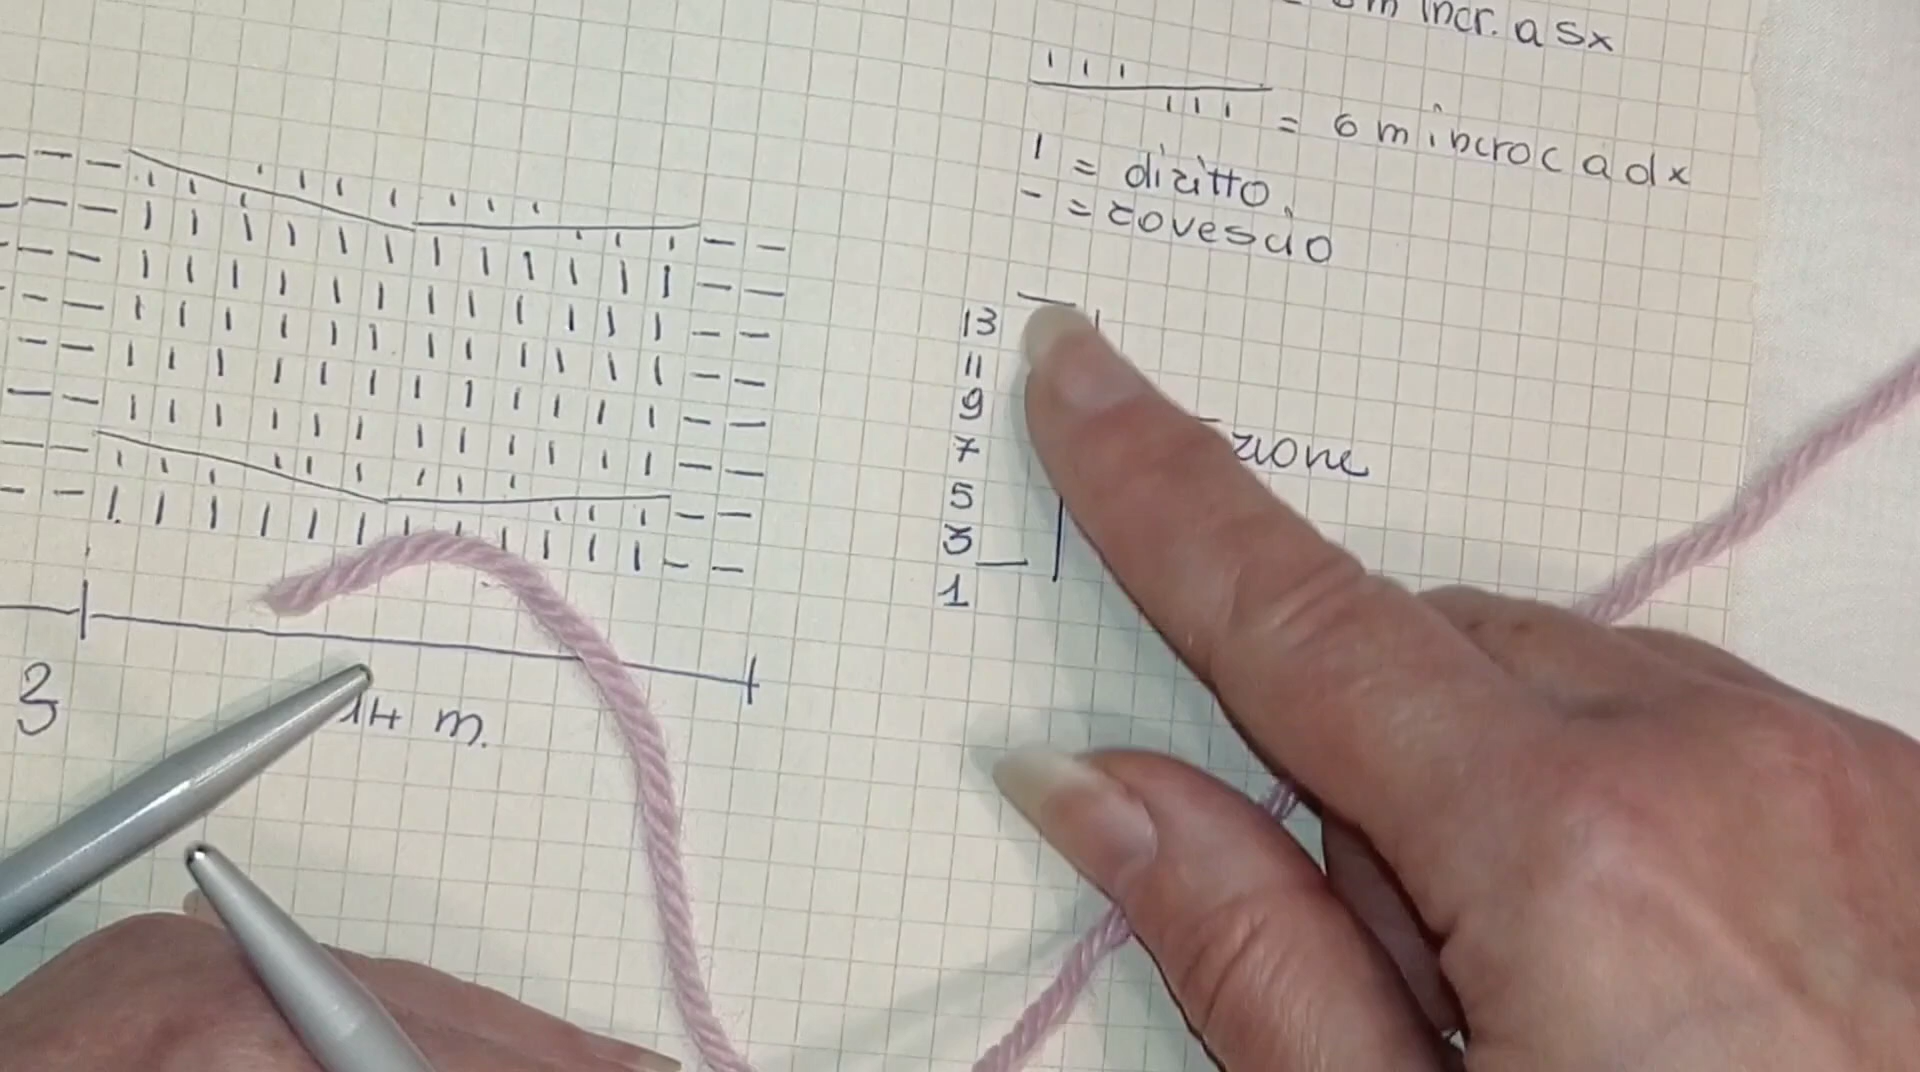 m incr. a sx
= 6 m incroc a dx
| = diritto
- = rovescio
13
11
9
7
zione
5
3
1
3
14 m.